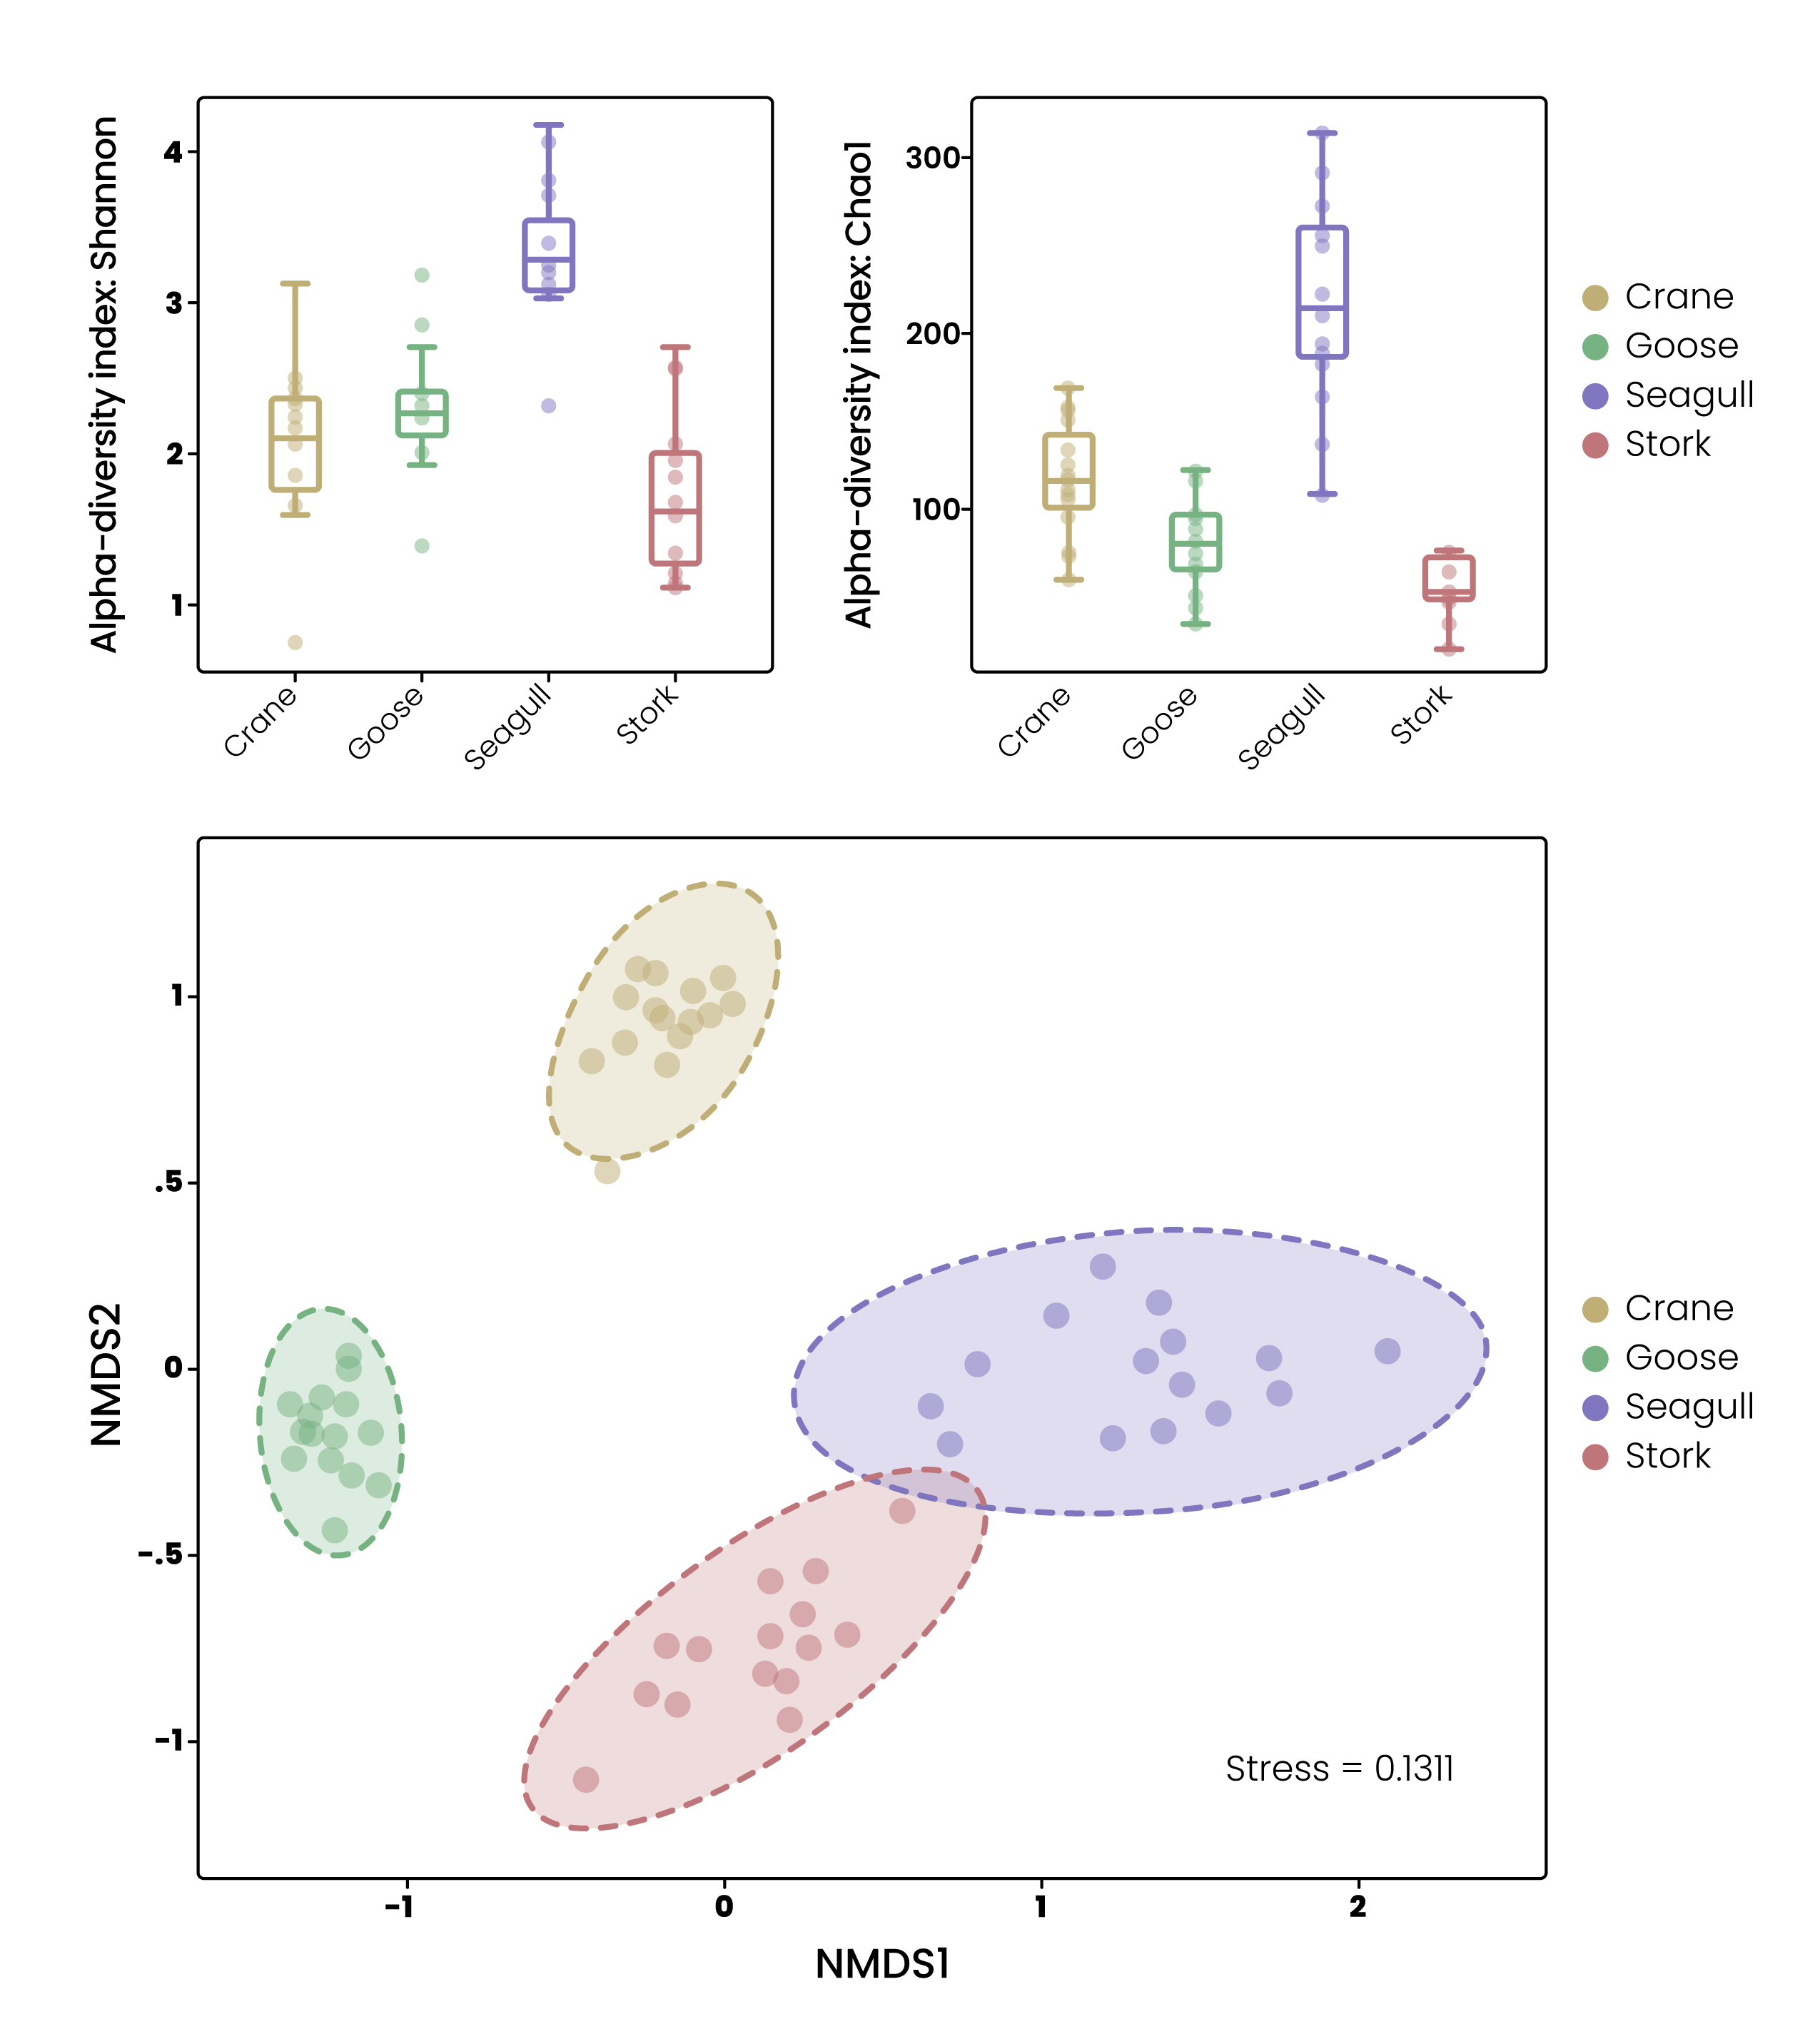 Alpha-diversity index: Shannon
4
3
2
1
Crane
Goose
Seagull
Stork
Alpha-diversity index: Chao1
300
200
100
Crane
Goose
Seagull
Stork
Crane
Goose
Seagull
Stork
NMDS2
1
.5
0
-.5
-1
Stress = 0.1311
-1
0
1
2
NMDS1
Crane
Goose
Seagull
Stork